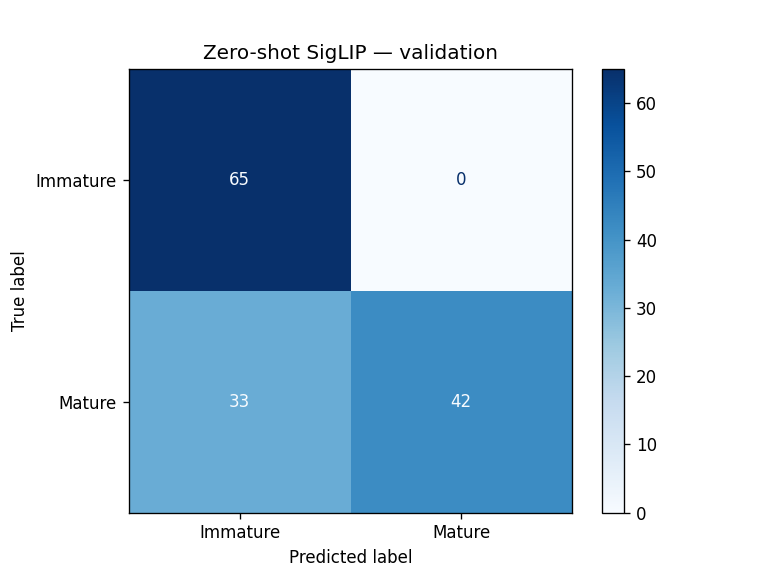 Zero-shot SigLIP — validation
True label
Immature
65
0
Mature
33
42
Immature
Mature
Predicted label
60
50
40
30
20
10
0